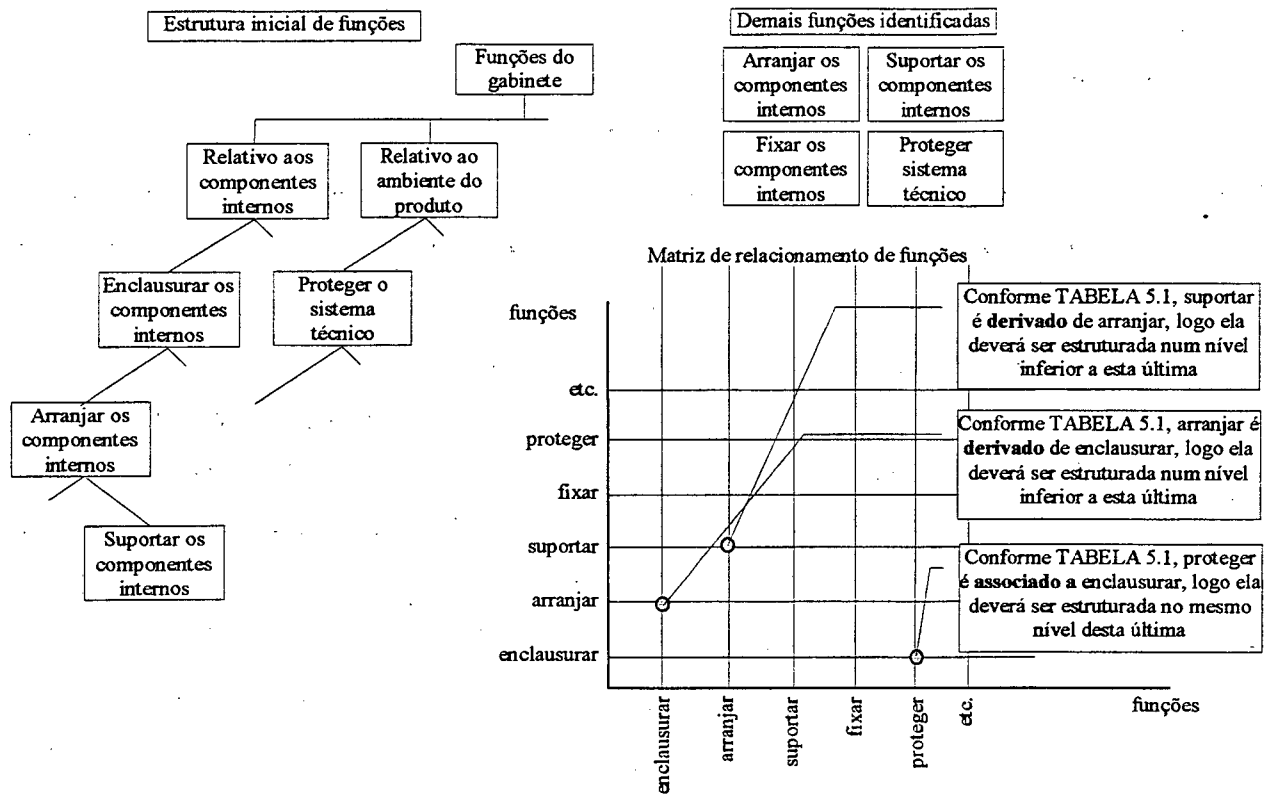 Estrutura inicial de funções
Funções do
gabinete
Relativo aos
componentes
internos
Relativo ao
ambiente do
produto
Enclausurar os
componentes
internos
Proteger o
sistema
técnico
Arranjar os
componentes
internos
Suportar os
componentes
internos
Demais funções identificadas
Arranjar os
componentes
internos
Suportar os
componentes
internos
Fixar os
componentes
internos
Proteger
sistema
técnico
Matriz de relacionamento de funções
funções
etc.
proteger
fixar
suportar
arranjar
enclausurar
enclausurar
arranjar
suportar
fixar
proteger
etc.
funções
Conforme TABELA 5.1, suportar
é derivado de arranjar, logo ela
deverá ser estruturada num nível
inferior a esta última
Conforme TABELA 5.1, arranjar é
derivado de enclausurar, logo ela
deverá ser estruturada num nível
inferior a esta última
Conforme TABELA 5.1, proteger
é associado a enclausurar, logo ela
deverá ser estruturada no mesmo
nível desta última